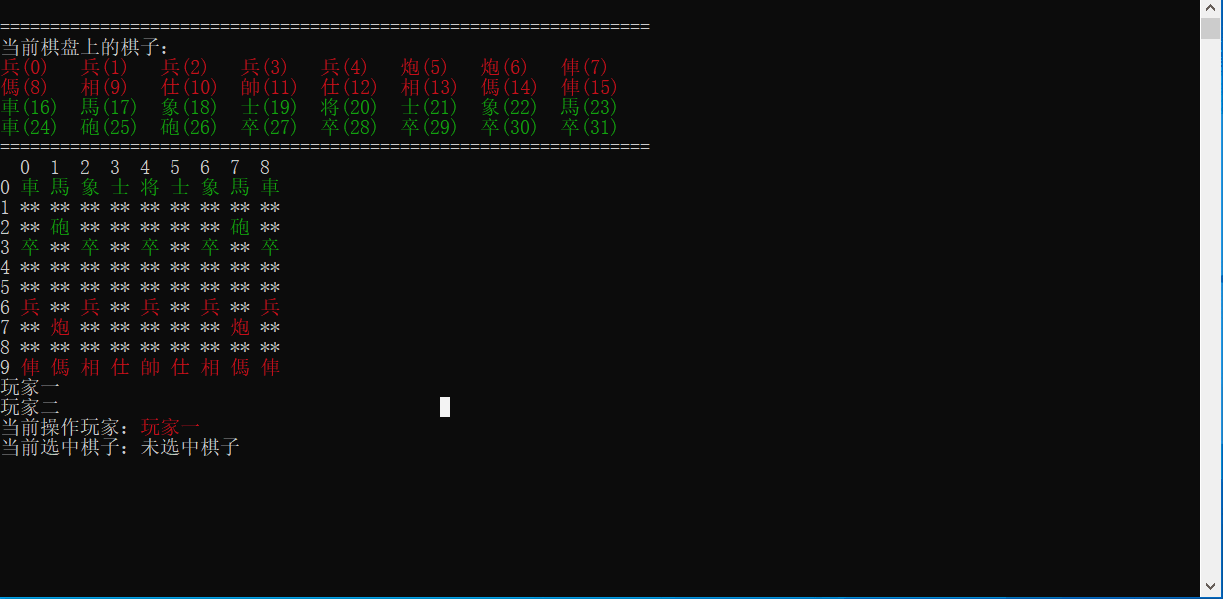 =================================================================
当前棋盘上的棋子:
兵(0) 兵(1) 兵(2) 兵(3) 兵(4) 炮(5) 炮(6) 俥(7)
傌(8) 相(9) 仕(10) 帥(11) 仕(12) 相(13) 傌(14) 俥(15)
車(16) 馬(17) 象(18) 士(19) 将(20) 士(21) 象(22) 馬(23)
車(24) 砲(25) 砲(26) 卒(27) 卒(28) 卒(29) 卒(30) 卒(31)
=================================================================
0 1 2 3 4 5 6 7 8
0 車 馬 象 士 将 士 象 馬 車
1 ** ** ** ** ** ** ** ** **
2 ** 砲 ** ** ** ** ** 砲 **
3 卒 ** 卒 ** 卒 ** 卒 ** 卒
4 ** ** ** ** ** ** ** ** **
5 ** ** ** ** ** ** ** ** **
6 兵 ** 兵 ** 兵 ** 兵 ** 兵
7 ** 炮 ** ** ** ** ** 炮 **
8 ** ** ** ** ** ** ** ** **
9 俥 傌 相 仕 帥 仕 相 傌 俥
玩家一
玩家二
当前操作玩家: 玩家一
当前选中棋子: 未选中棋子